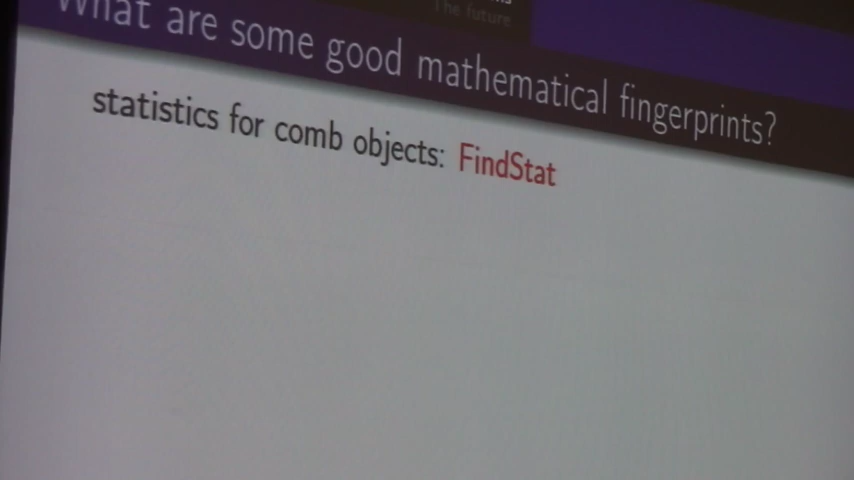 The future
What are some good mathematical fingerprints?
statistics for comb objects: FindStat